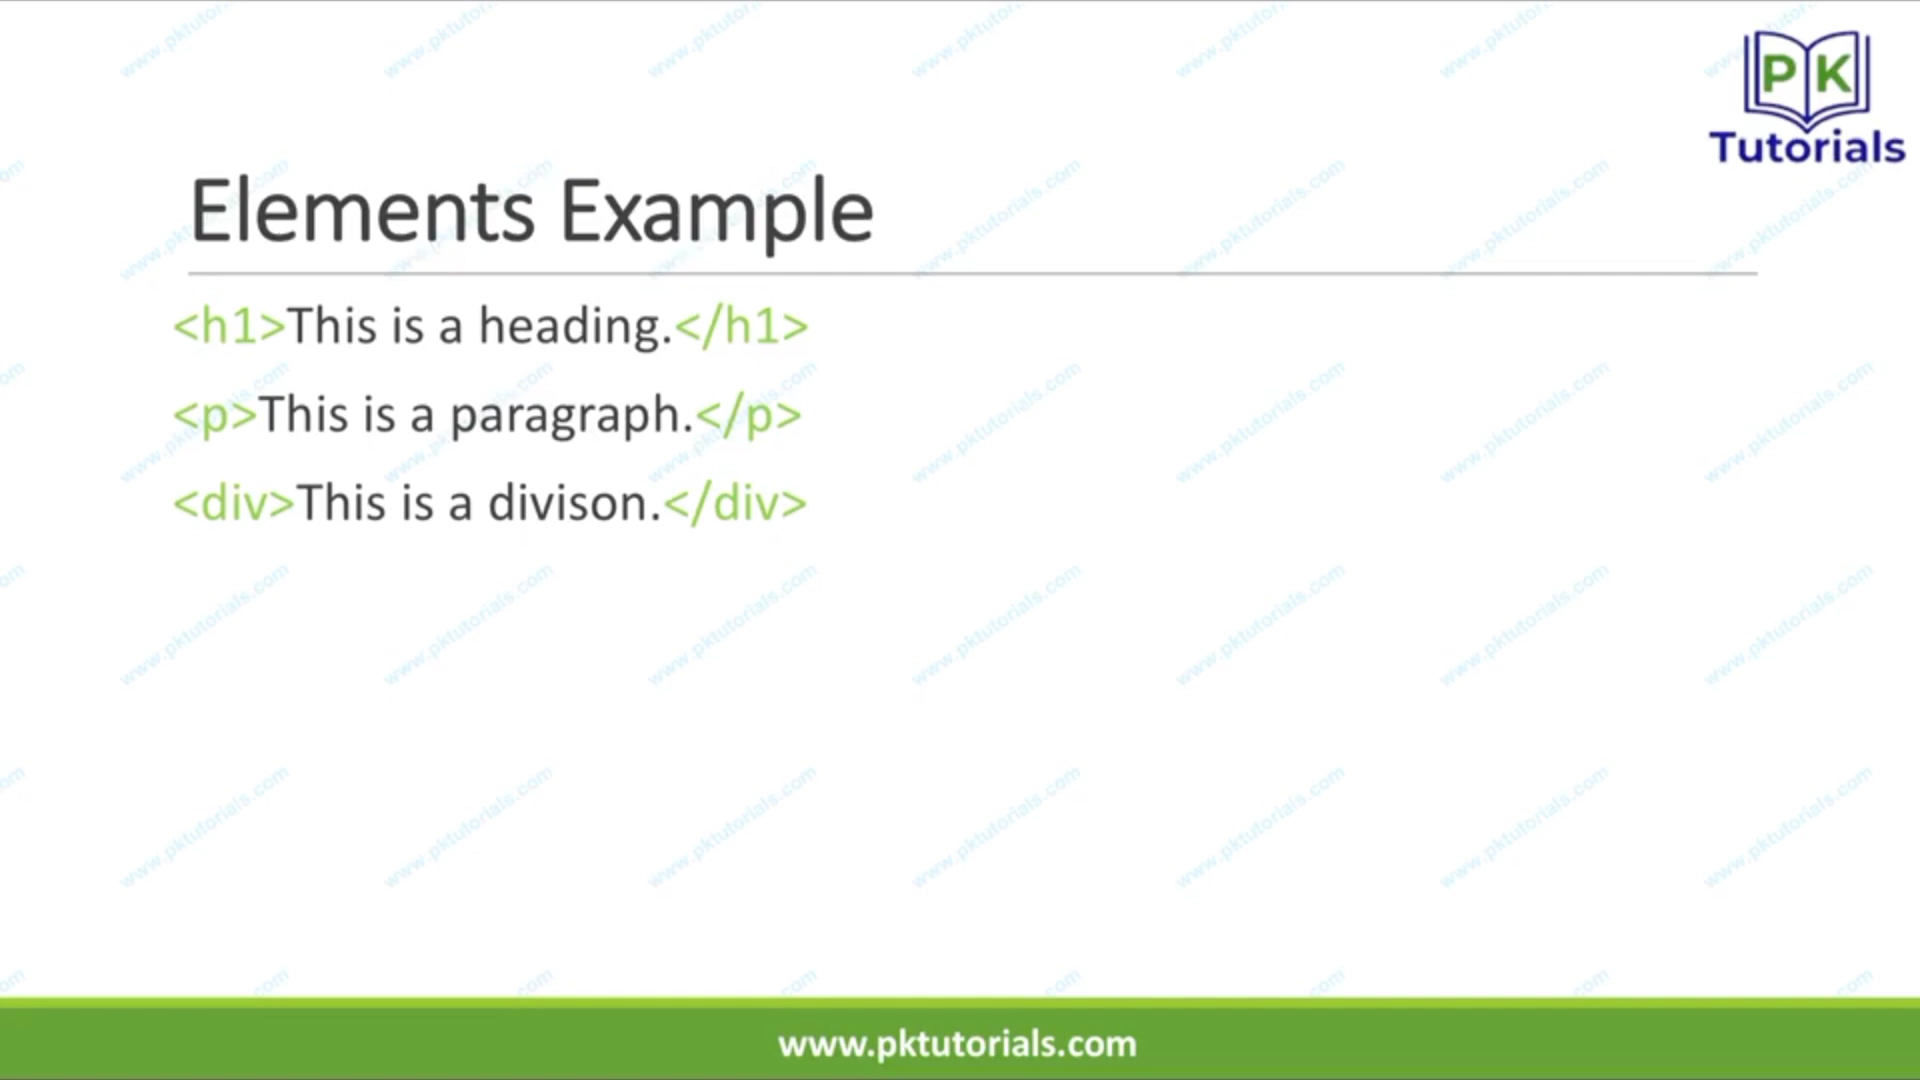 P K
Tutorials
Elements Example
<h1>This is a heading.</h1>
<p>This is a paragraph.</p>
<div>This is a divison.</div>
www.pktutorials.com